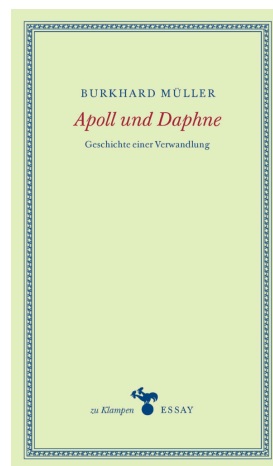 BURKHARD MÜLLER
Apoll und Daphne
Geschichte einer Verwandlung
zu Klampen ESSAY